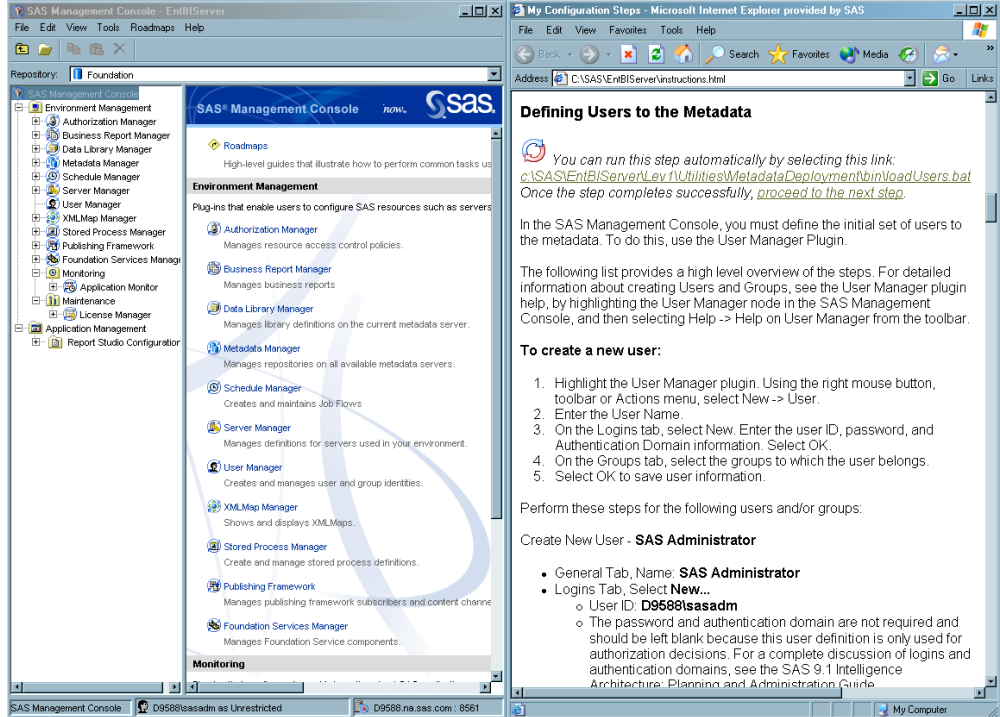 SAS Management Console - EntBIServer
File Edit View Tools Roadmaps Help
Repository: Foundation
SAS Management Console
Environment Management
Authorization Manager
Business Report Manager
Data Library Manager
Metadata Manager
Schedule Manager
Server Manager
User Manager
XMLMap Manager
Stored Process Manager
Publishing Framework
Foundation Services Manage
Monitoring
Application Monitor
Maintenance
License Manager
Application Management
Report Studio Configuration
SAS® Management Console now. sas.
Roadmaps
High-level guides that illustrate how to perform common tasks us
Environment Management
Plug-ins that enable users to configure SAS resources such as servers
Authorization Manager
Manages resource access control policies.
Business Report Manager
Manages business reports
Data Library Manager
Manages library definitions on the current metadata server.
Metadata Manager
Manages repositories on all available metadata servers.
Schedule Manager
Creates and maintains Job Flows
Server Manager
Manages definitions for servers used in your environment.
User Manager
Creates and manages user and group identities.
XMLMap Manager
Shows and displays XMLMaps.
Stored Process Manager
Create and manage stored process definitions.
Publishing Framework
Manages publishing framework subscribers and content channe
Foundation Services Manager
Manages Foundation Service components.
Monitoring
SAS Management Console D9588\sasadm as Unrestricted D9588.na.sas.com : 8561
My Configuration Steps - Microsoft Internet Explorer provided by SAS
File Edit View Favorites Tools Help
Back Search Favorites Media
Address C:\SAS\EntBIServer\instructions.html Go Links
Defining Users to the Metadata
You can run this step automatically by selecting this link:
c:\SAS\EntBIServer\Lev1\Utilities\MetadataDeployment\bin\loadUsers.bat
Once the step completes successfully, proceed to the next step.
In the SAS Management Console, you must define the initial set of users to
the metadata. To do this, use the User Manager Plugin.
The following list provides a high level overview of the steps. For detailed
information about creating Users and Groups, see the User Manager plugin
help, by highlighting the User Manager node in the SAS Management
Console, and then selecting Help -> Help on User Manager from the toolbar.
To create a new user:
1. Highlight the User Manager plugin. Using the right mouse button,
toolbar or Actions menu, select New -> User.
2. Enter the User Name.
3. On the Logins tab, select New. Enter the user ID, password, and
Authentication Domain information. Select OK.
4. On the Groups tab, select the groups to which the user belongs.
5. Select OK to save user information.
Perform these steps for the following users and/or groups:
Create New User - SAS Administrator
• General Tab, Name: SAS Administrator
• Logins Tab, Select New...
o User ID: D9588\sasadm
o The password and authentication domain are not required and
should be left blank because this user definition is only used for
authorization decisions. For a complete discussion of logins and
authentication domains, see the SAS 9.1 Intelligence
Architecture: Planning and Administration Guide
My Computer